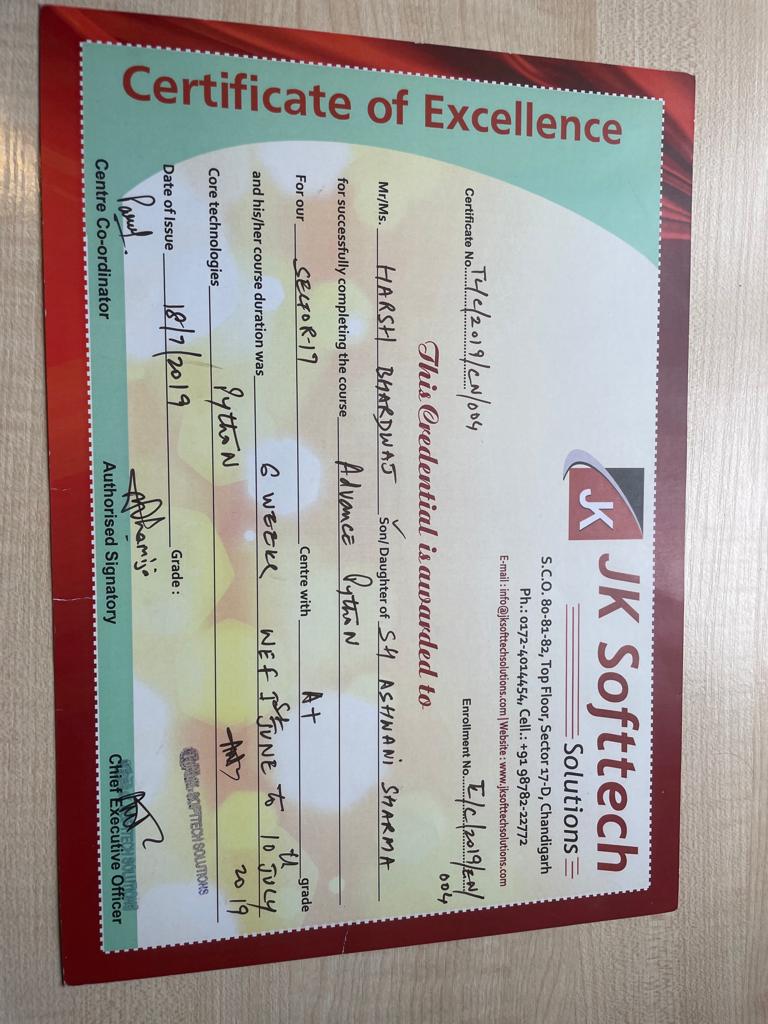 Certificate of Excellence
JK
JK Softtech
Solutions
S.C.O. 80-81-82, Top Floor, Sector 17-D, Chandigarh
Ph.: 0172-4014454, Cell.: +91 98782-22772
E-mail : info@jksofttechsolutions.com | Website : www.jksofttechsolutions.com
Certificate No. TL/C/2019/CN/004 Enrollment No. E/C/2019/EN/004
This Credential is awarded to
Mr/Ms. HARSH BHARDWAJ Son/ Daughter of SH ASHWANI SHARMA
for successfully completing the course Advance Python
For our SECTOR-17 Centre with A+ grade
and his/her course duration was 6 WEEKS WEF 1st JUNE to 10th JULY 2019
Core technologies Python
Date of Issue 18/7/2019 Grade :
Centre Co-ordinator Authorised Signatory Chief Executive Officer
SOFTTECH SOLUTIONS